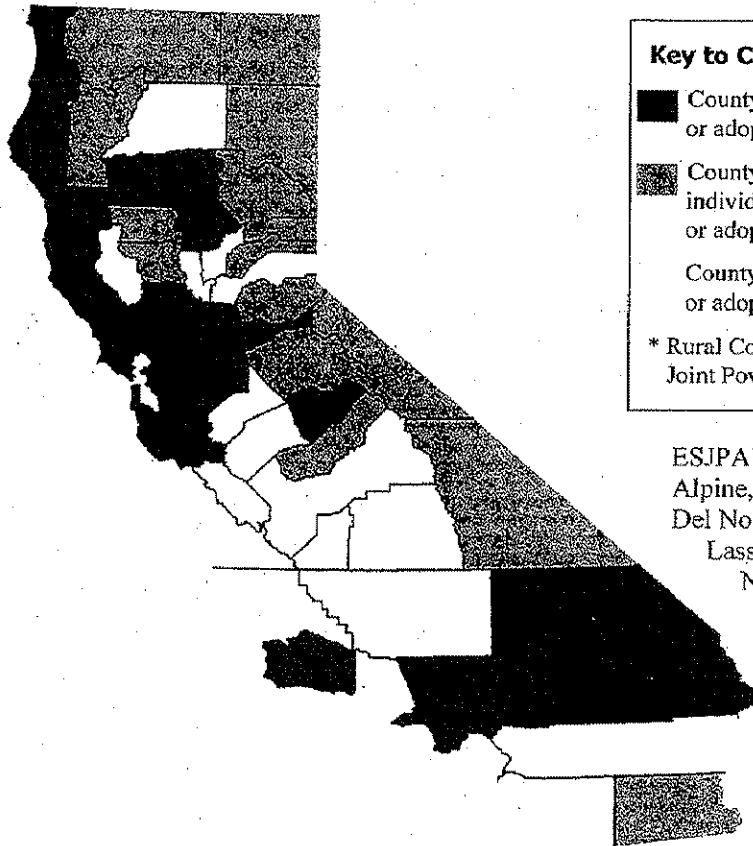 Key to C
County
or adop
County
individ
or adop
County
or adop
* Rural Co
Joint Pov
ESJPA
Alpine,
Del No
Lass
N